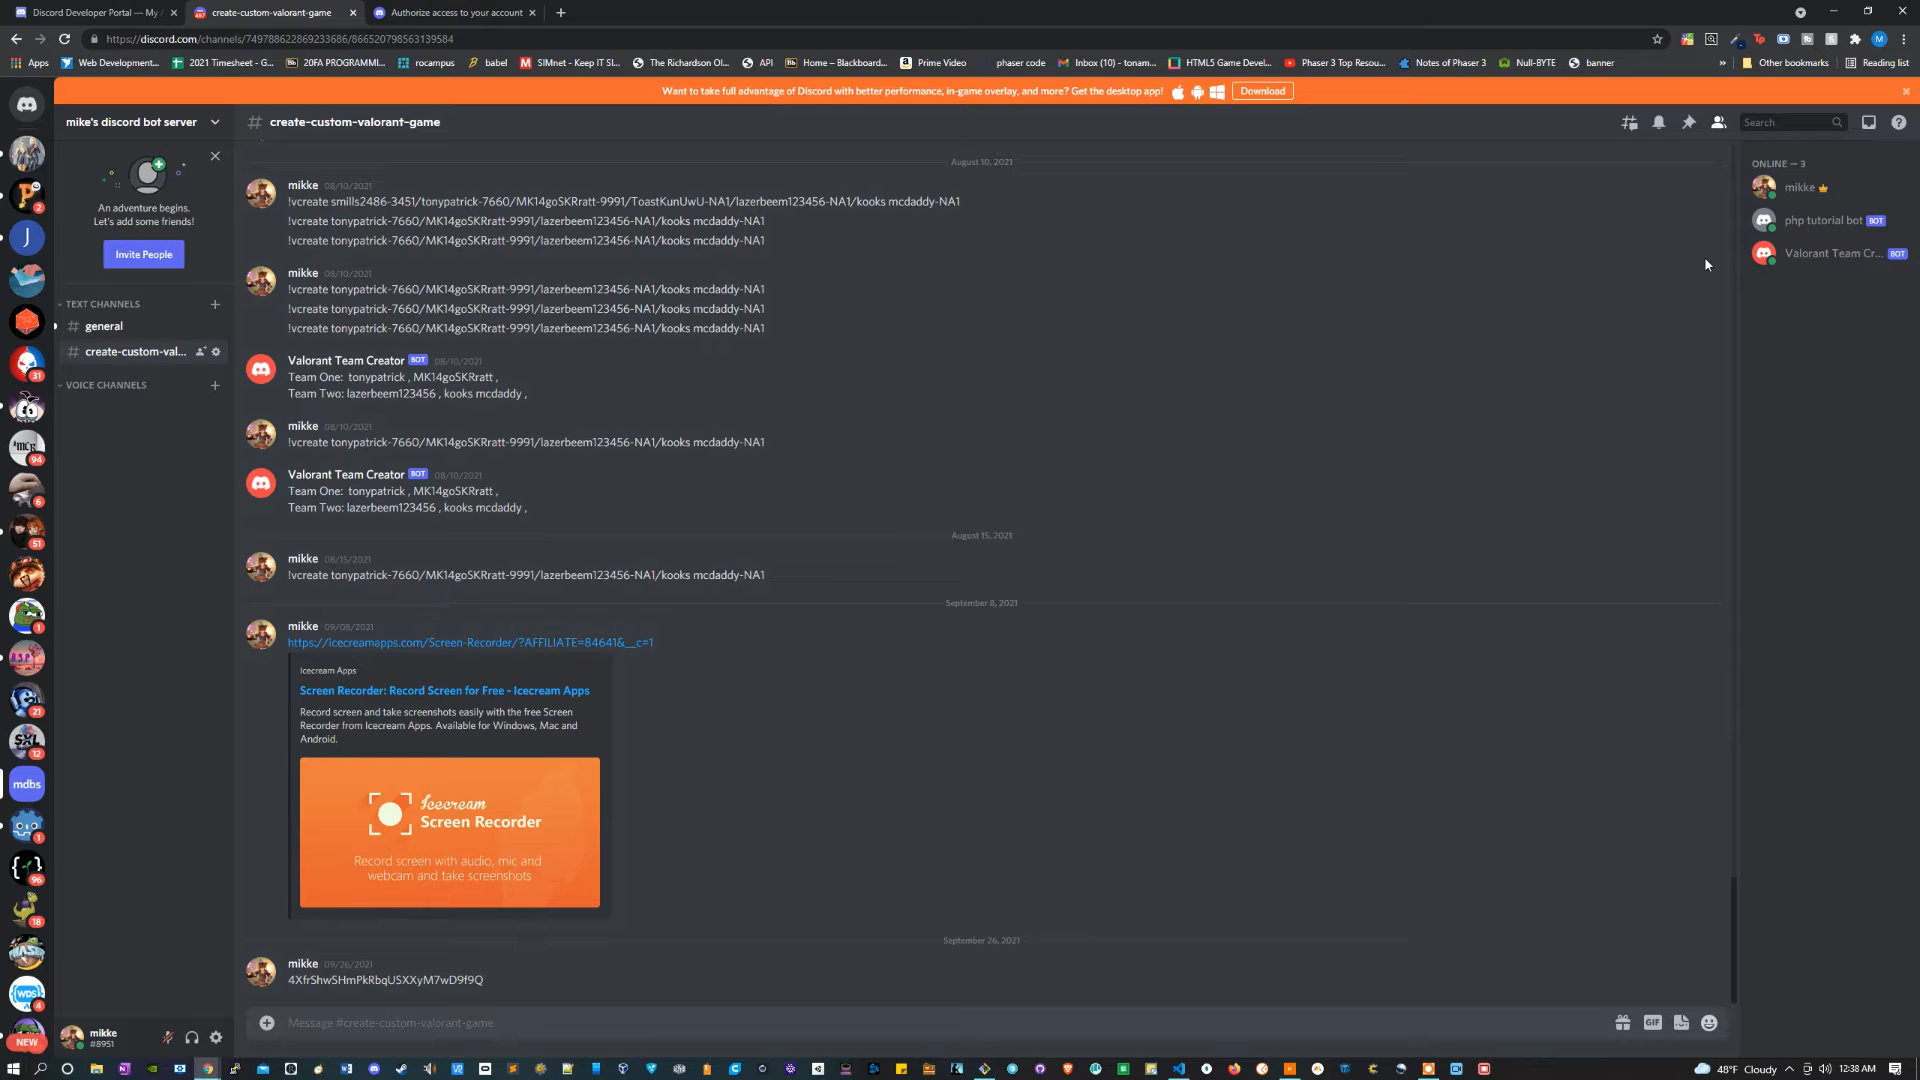 Discord Developer Portal — My
create-custom-valorant-game
Authorize access to your account
https://discord.com/channels/749788622869233686/866520798563139584
M
Apps
Web Development...
2021 Timesheet - G...
20FA PROGRAMMI...
rocampus
babel
SIMnet - Keep IT SI...
The Richardson Ol...
API
Home – Blackboard...
Prime Video
phaser code
Inbox (10) - tonam...
HTML5 Game Devel...
Phaser 3 Top Resou...
Notes of Phaser 3
Null-BYTE
banner
»
Other bookmarks
Reading list
Want to take full advantage of Discord with better performance, in-game overlay, and more? Get the desktop app!
Download
mike's discord bot server
# create-custom-valorant-game
Search
An adventure begins.
Let's add some friends!
Invite People
TEXT CHANNELS
# general
# create-custom-val...
VOICE CHANNELS
2
J
31
94
6
51
1
21
12
mdbs
1
96
18
4
NEW
August 10, 2021
mikke 08/10/2021
!vcreate smills2486-3451/tonypatrick-7660/MK14goSKRratt-9991/ToastKunUwU-NA1/lazerbeem123456-NA1/kooks mcdaddy-NA1
!vcreate tonypatrick-7660/MK14goSKRratt-9991/lazerbeem123456-NA1/kooks mcdaddy-NA1
!vcreate tonypatrick-7660/MK14goSKRratt-9991/lazerbeem123456-NA1/kooks mcdaddy-NA1
mikke 08/10/2021
!vcreate tonypatrick-7660/MK14goSKRratt-9991/lazerbeem123456-NA1/kooks mcdaddy-NA1
!vcreate tonypatrick-7660/MK14goSKRratt-9991/lazerbeem123456-NA1/kooks mcdaddy-NA1
!vcreate tonypatrick-7660/MK14goSKRratt-9991/lazerbeem123456-NA1/kooks mcdaddy-NA1
Valorant Team Creator BOT 08/10/2021
Team One: tonypatrick , MK14goSKRratt ,
Team Two: lazerbeem123456 , kooks mcdaddy ,
mikke 08/10/2021
!vcreate tonypatrick-7660/MK14goSKRratt-9991/lazerbeem123456-NA1/kooks mcdaddy-NA1
Valorant Team Creator BOT 08/10/2021
Team One: tonypatrick , MK14goSKRratt ,
Team Two: lazerbeem123456 , kooks mcdaddy ,
August 15, 2021
mikke 08/15/2021
!vcreate tonypatrick-7660/MK14goSKRratt-9991/lazerbeem123456-NA1/kooks mcdaddy-NA1
September 8, 2021
mikke 09/08/2021
https://icecreamapps.com/Screen-Recorder/?AFFILIATE=84641&__c=1
Icecream Apps
Screen Recorder: Record Screen for Free - Icecream Apps
Record screen and take screenshots easily with the free Screen
Recorder from Icecream Apps. Available for Windows, Mac and
Android.
Icecream
Screen Recorder
Record screen with audio, mic and
webcam and take screenshots
September 26, 2021
mikke 09/26/2021
4XfrShwSHmPkRbqUSXXyM7wD9f9Q
Message #create-custom-valorant-game
GIF
ONLINE — 3
mikke
php tutorial bot BOT
Valorant Team Cr... BOT
mikke
#8951
48°F Cloudy
12:38 AM